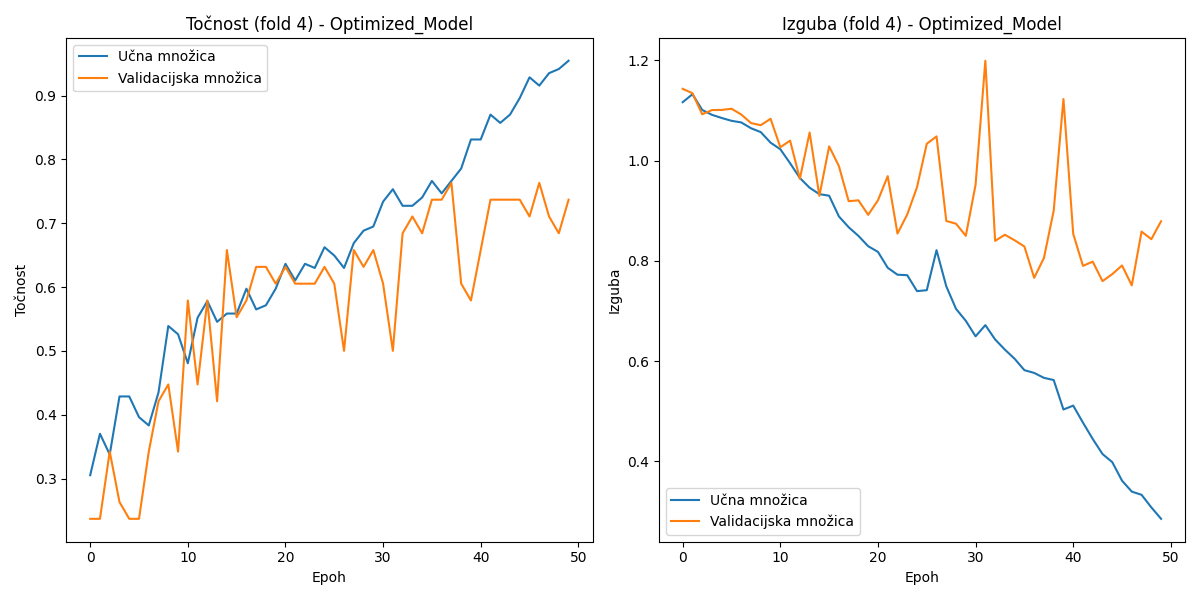 Točnost (fold 4) - Optimized_Model
Učna množica
Validacijska množica
Točnost
0.9
0.8
0.7
0.6
0.5
0.4
0.3
0
10
20
30
40
50
Epoh
Izguba (fold 4) - Optimized_Model
Izguba
1.2
1.0
0.8
0.6
0.4
Učna množica
Validacijska množica
0
10
20
30
40
50
Epoh